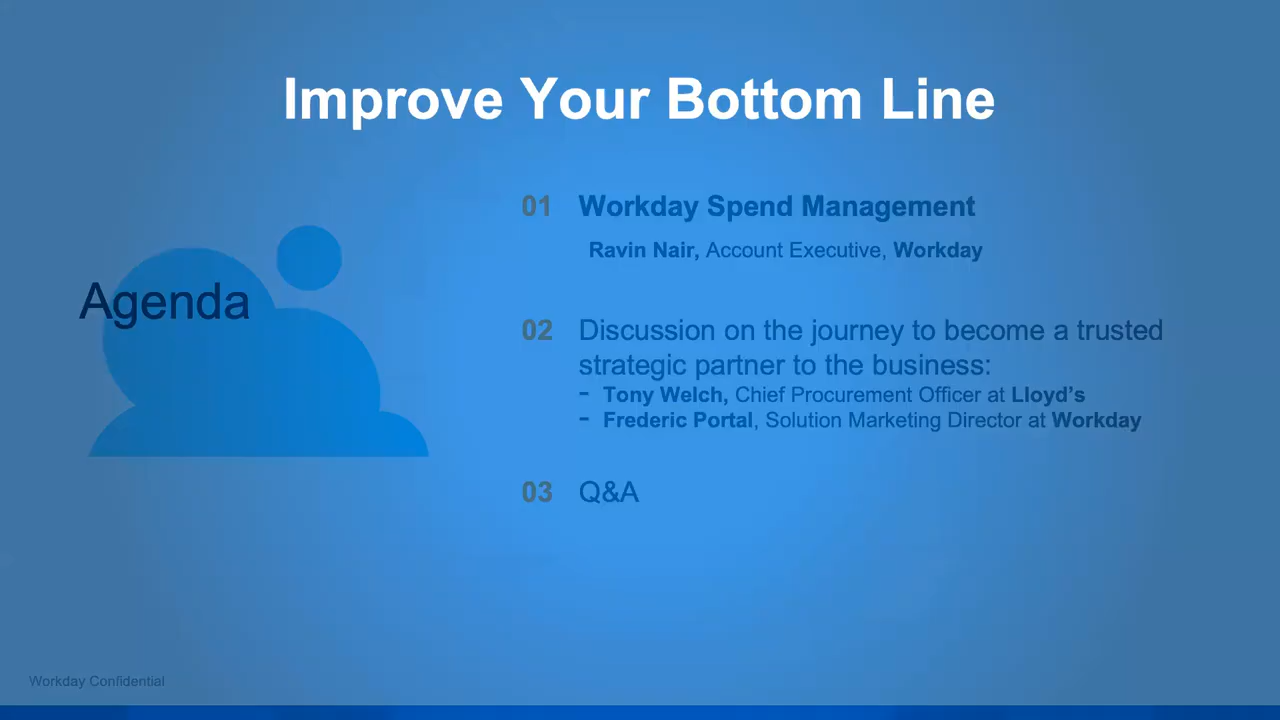 Improve Your Bottom Line
Agenda
01 Workday Spend Management
Ravin Nair, Account Executive, Workday
02 Discussion on the journey to become a trusted
strategic partner to the business:
- Tony Welch, Chief Procurement Officer at Lloyd’s
- Frederic Portal, Solution Marketing Director at Workday
03 Q&A
Workday Confidential